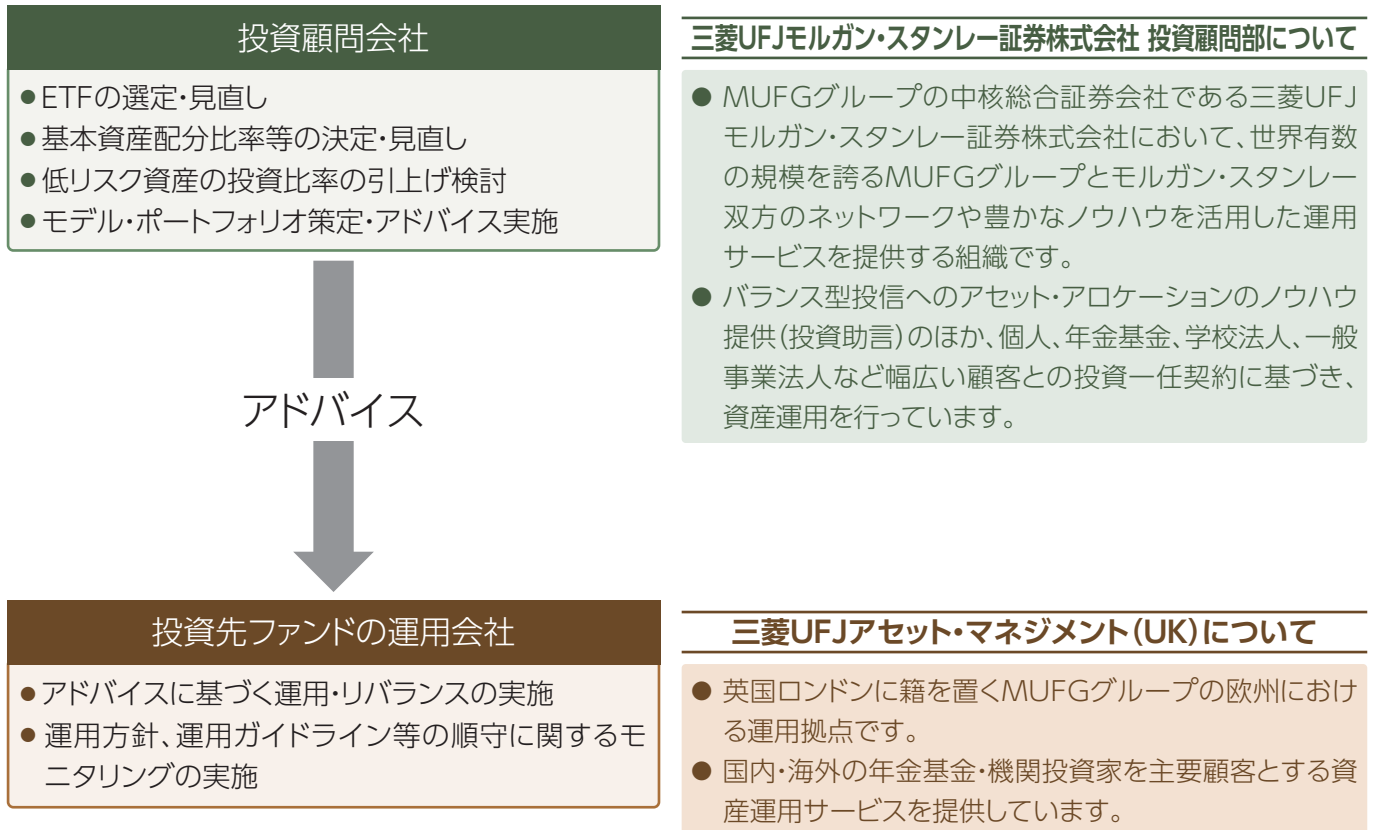 投資顧問会社
●ETFの選定・見直し
●基本資産配分比率等の決定・見直し
●低リスク資産の投資比率の引上げ検討
●モデル・ポートフォリオ策定・アドバイス実施
三菱UFJモルガン・スタンレー証券株式会社 投資顧問部について
● MUFGグループの中核総合証券会社である三菱UFJ
モルガン・スタンレー証券株式会社において、世界有数
の規模を誇るMUFGグループとモルガン・スタンレー
双方のネットワークや豊かなノウハウを活用した運用
サービスを提供する組織です。
● バランス型投信へのアセット・アロケーションのノウハウ
提供(投資助言)のほか、個人、年金基金、学校法人、一般
事業法人など幅広い顧客との投資一任契約に基づき、
資産運用を行っています。
アドバイス
投資先ファンドの運用会社
●アドバイスに基づく運用・リバランスの実施
● 運用方針、運用ガイドライン等の順守に関するモ
ニタリングの実施
三菱UFJアセット・マネジメント(UK)について
● 英国ロンドンに籍を置くMUFGグループの欧州におけ
る運用拠点です。
● 国内・海外の年金基金・機関投資家を主要顧客とする資
産運用サービスを提供しています。